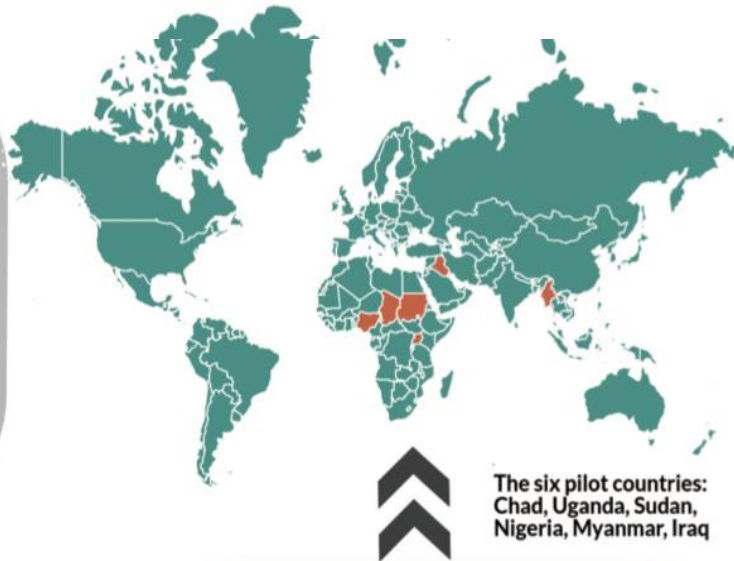 The six pilot countries:
Chad, Uganda, Sudan,
Nigeria, Myanmar, Iraq